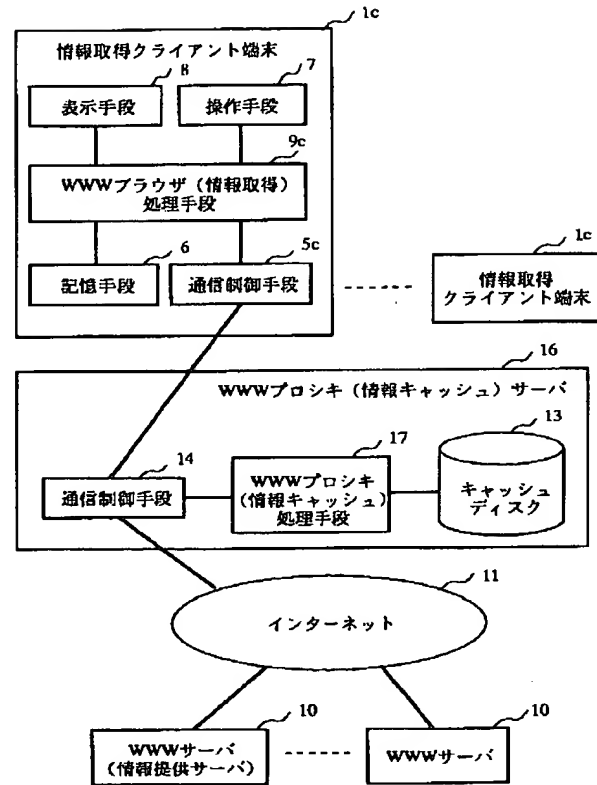 1c
情報取得クライアント端末
8
7
表示手段
操作手段
9c
WWWブラウザ(情報取得)
処理手段
6
5c
記憶手段
通信制御手段
1c
情報取得
クライアント端末
16
WWWプロシキ(情報キャッシュ)サーバ
14
17
13
通信制御手段
WWWプロシキ
(情報キャッシュ)
処理手段
キャッシュ
ディスク
11
インターネット
10
10
WWWサーバ
(情報提供サーバ)
WWWサーバ